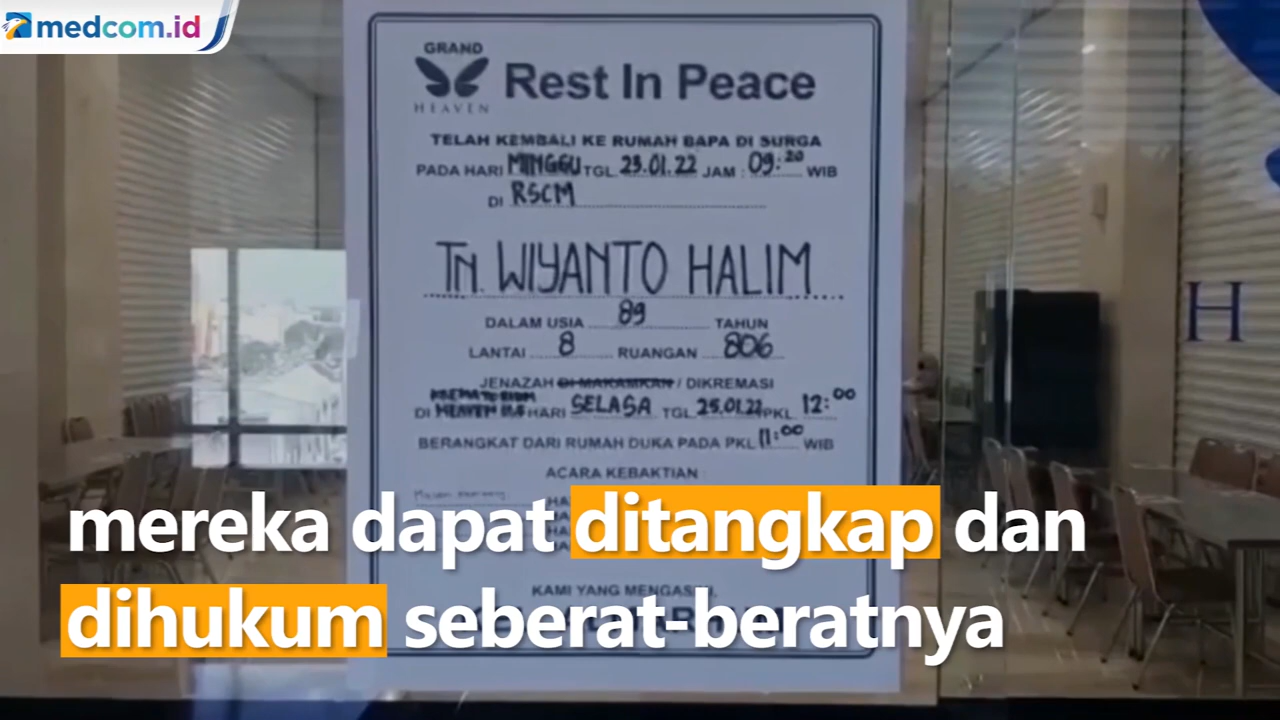 medcom.id
GRAND
HEAVEN
Rest In Peace
TELAH KEMBALI KE RUMAH BAPA DI SURGA
PADA HARI MINGGU TGL. 23.01.22 JAM : 09:20 WIB
DI RSCM
TN. WIYANTO HALIM
DALAM USIA 89 TAHUN
LANTAI 8 RUANGAN 806
JENAZAH DI MAKAMKAN / DIKREMASI
DI HARI SELASA TGL 25.01.22 PKL 12:00
BERANGKAT DARI RUMAH DUKA PADA PKL 11:00 WIB
ACARA KEBAKTIAN :
mereka dapat ditangkap dan
KAMI YANG MENGASIHI,
dihukum seberat-beratnya
H